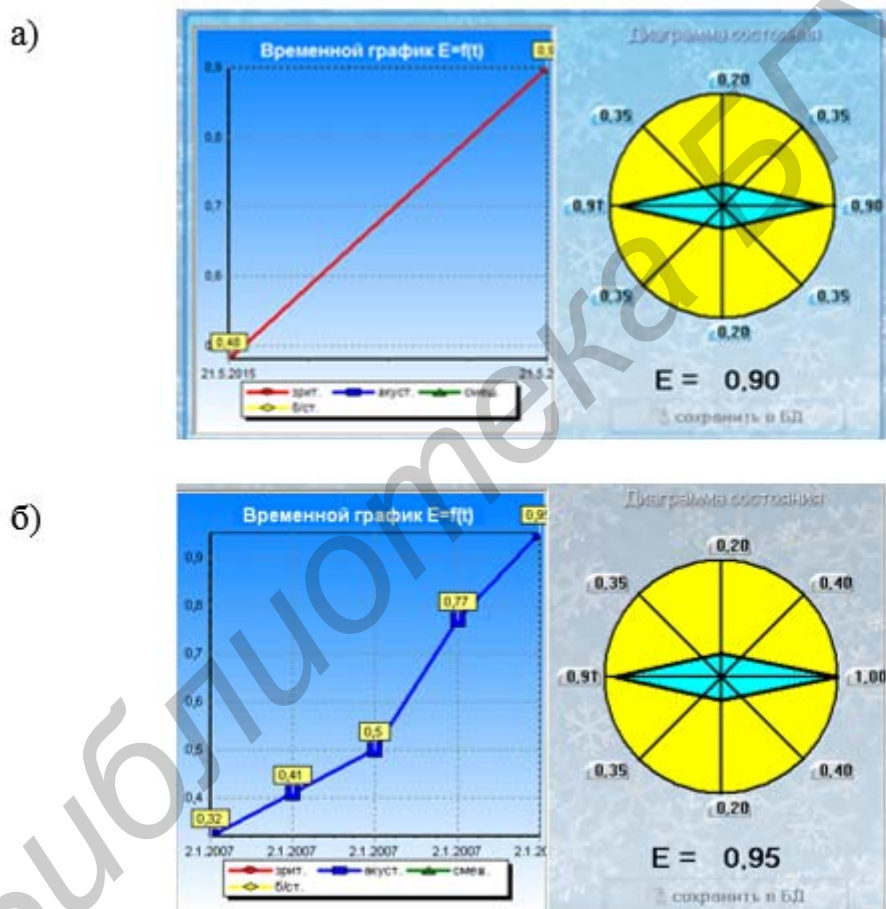 а)
Временной график E=f(t)
0,9
0,8
0,7
0,6
0,48
21.5.2015
зрит. акуст. смеш.
б/ст.
Диаграмма состояния
0,20
0,35 0,35
0,91 0,90
0,35 0,35
0,20
E = 0,90
сохранить в БД
б)
Временной график E=f(t)
0,95
0,9
0,8
0,77
0,7
0,6
0,5
0,5
0,41
0,4
0,32
2.1.2007 2.1.2007 2.1.2007 2.1.2007
зрит. акуст. смеш.
б/ст.
Диаграмма состояния
0,20
0,35 0,40
0,91 1,00
0,35 0,40
0,20
E = 0,95
сохранить в БД
библиотека БГУ